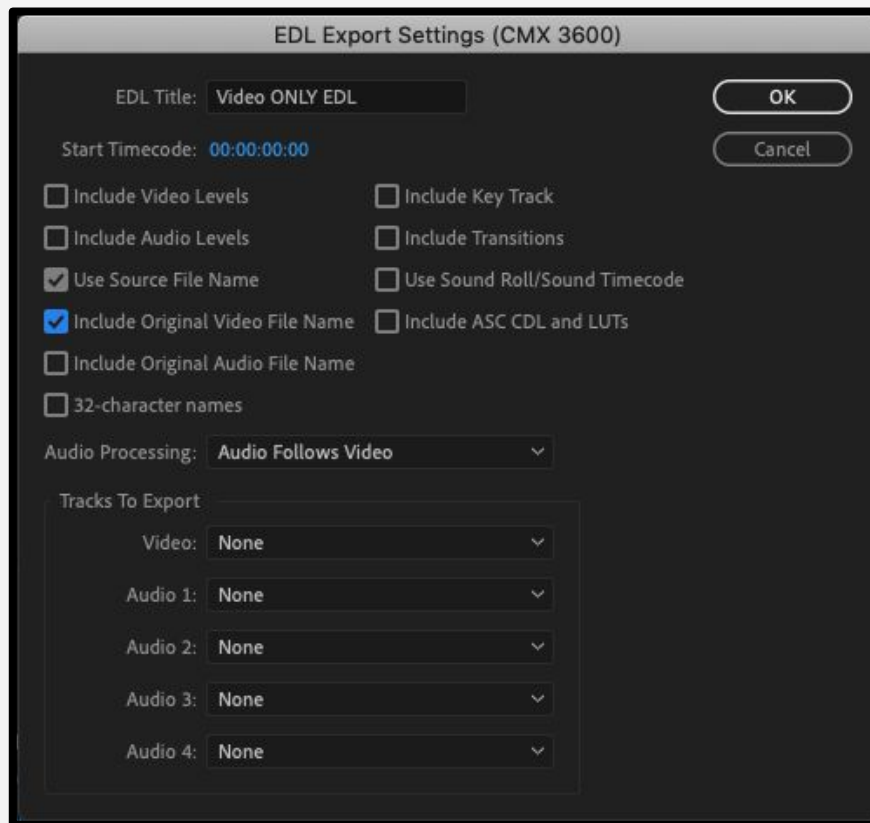 EDL Export Settings (CMX 3600)
EDL Title: Video ONLY EDL
OK
Start Timecode: 00:00:00:00
Cancel
Include Video Levels
Include Key Track
Include Audio Levels
Include Transitions
Use Source File Name
Use Sound Roll/Sound Timecode
Include Original Video File Name
Include ASC CDL and LUTs
Include Original Audio File Name
32-character names
Audio Processing: Audio Follows Video
Tracks To Export
Video: None
Audio 1: None
Audio 2: None
Audio 3: None
Audio 4: None